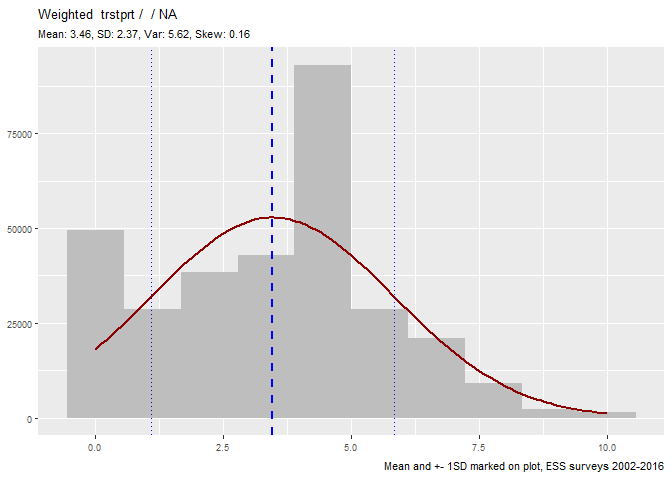 Weighted  trstprt /  / NA
Mean: 3.46, SD: 2.37, Var: 5.62, Skew: 0.16
75000
50000
25000
0
0.0 2.5 5.0 7.5 10.0
Mean and +- 1SD marked on plot, ESS surveys 2002-2016